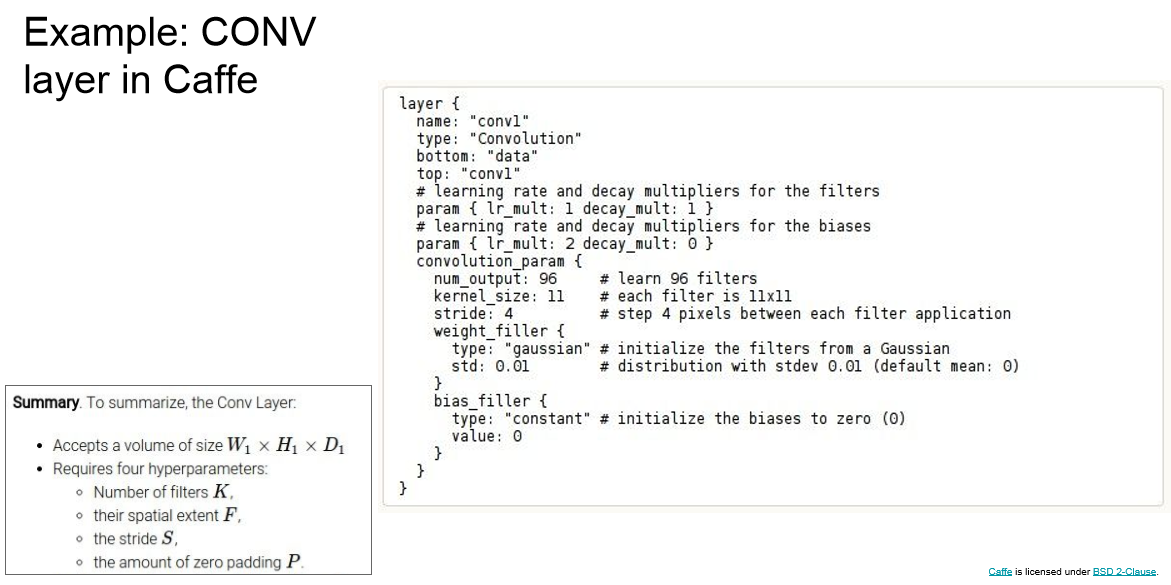 Example: CONV
layer in Caffe
layer {
  name: "conv1"
  type: "Convolution"
  bottom: "data"
  top: "conv1"
  # learning rate and decay multipliers for the filters
  param { lr_mult: 1 decay_mult: 1 }
  # learning rate and decay multipliers for the biases
  param { lr_mult: 2 decay_mult: 0 }
  convolution_param {
    num_output: 96     # learn 96 filters
    kernel_size: 11    # each filter is 11x11
    stride: 4          # step 4 pixels between each filter application
    weight_filler {
      type: "gaussian" # initialize the filters from a Gaussian
      std: 0.01        # distribution with stdev 0.01 (default mean: 0)
    }
    bias_filler {
      type: "constant" # initialize the biases to zero (0)
      value: 0
    }
  }
}
Summary. To summarize, the Conv Layer:
• Accepts a volume of size W₁ × H₁ × D₁
• Requires four hyperparameters:
◦ Number of filters K,
◦ their spatial extent F,
◦ the stride S,
◦ the amount of zero padding P.
Caffe is licensed under BSD 2-Clause.